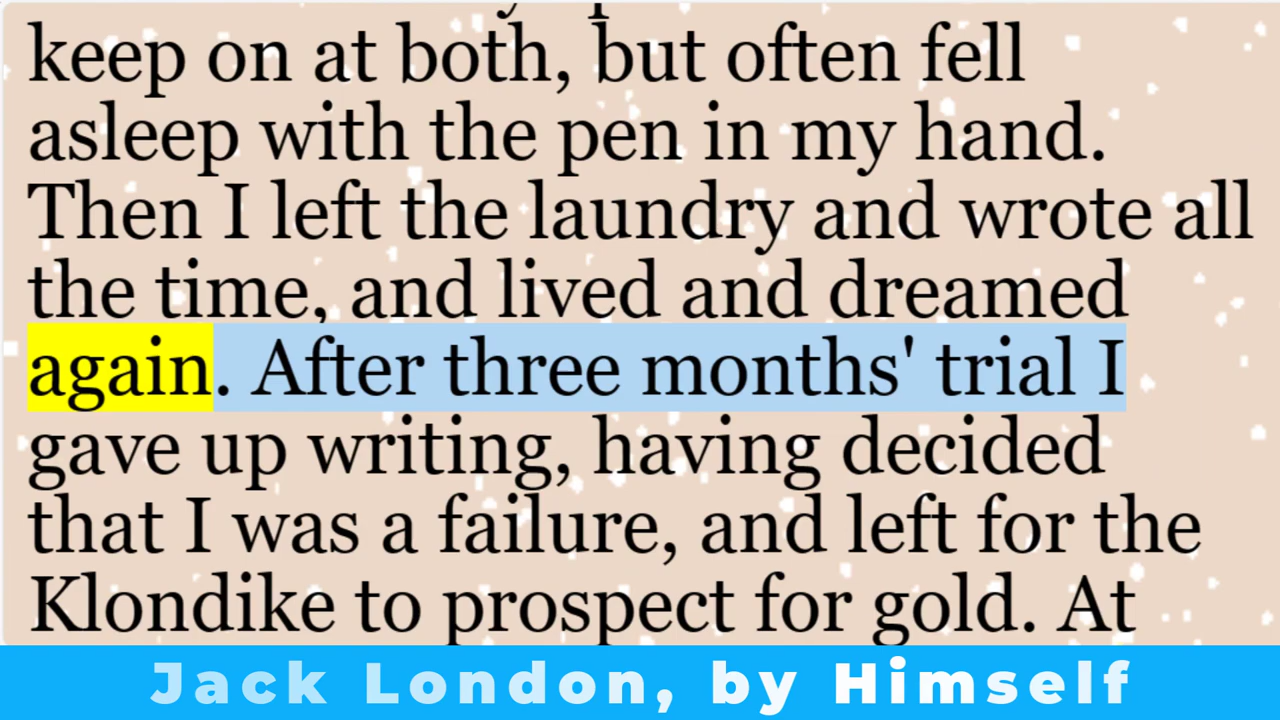 keep on at both, but often fell
asleep with the pen in my hand.
Then I left the laundry and wrote all
the time, and lived and dreamed
again. After three months' trial I
gave up writing, having decided
that I was a failure, and left for the
Klondike to prospect for gold. At
Jack London, by Himself